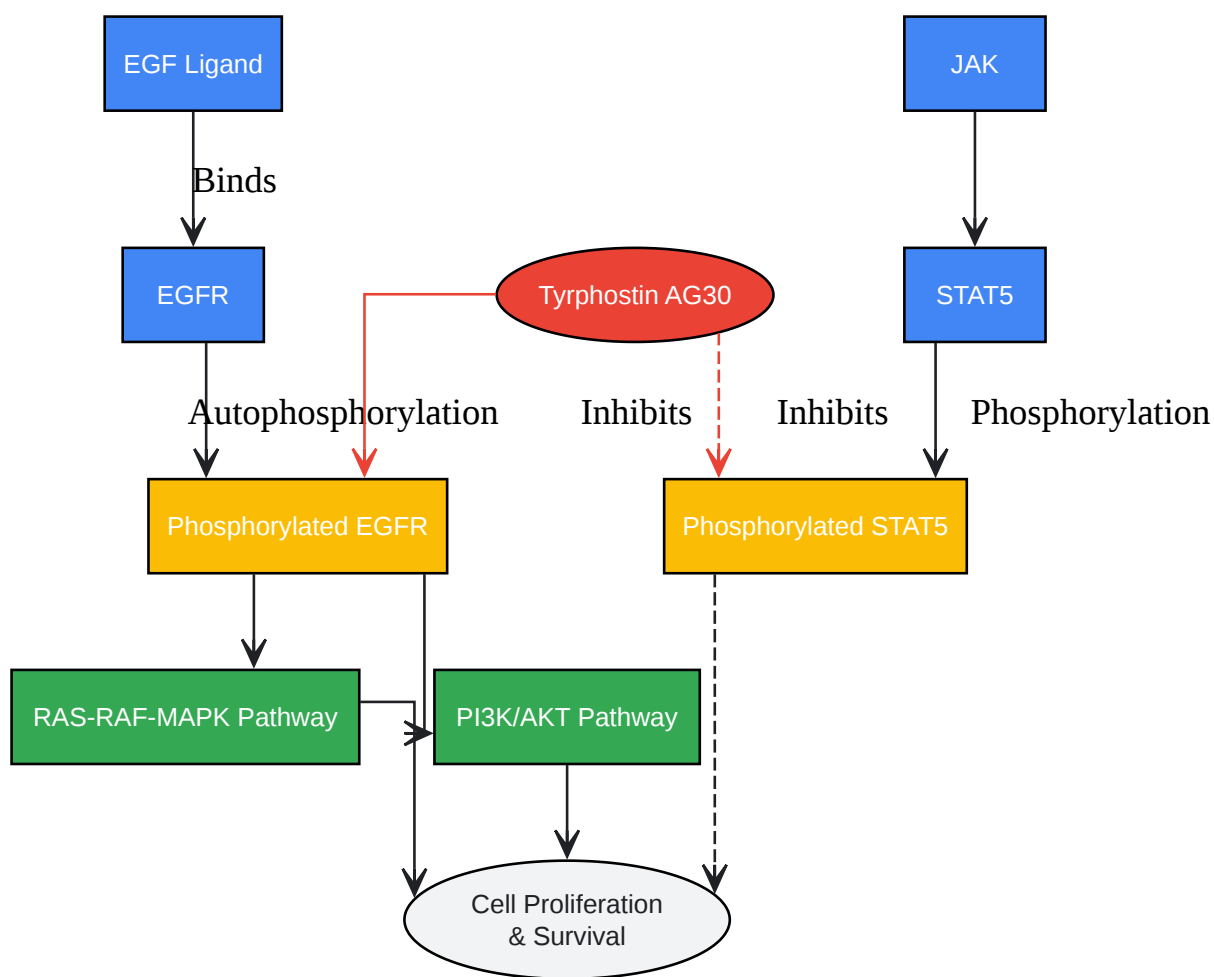 EGF Ligand
JAK
Binds
EGFR
Tyrphostin AG30
STAT5
Autophosphorylation
Inhibits
Inhibits
Phosphorylation
Phosphorylated EGFR
Phosphorylated STAT5
RAS-RAF-MAPK Pathway
PI3K/AKT Pathway
Cell Proliferation
& Survival